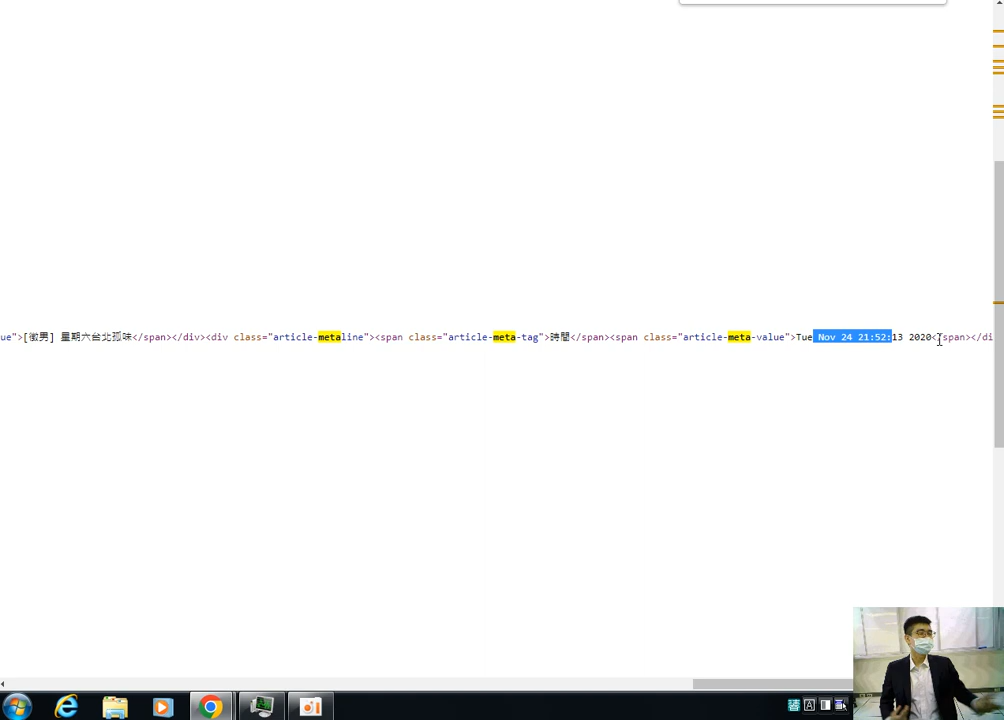 ue">[徵男] 星期六台北孤味</span></div><div class="article-metaline"><span class="article-meta-tag">時間</span><span class="article-meta-value">Tue Nov 24 21:52:13 2020</span></di